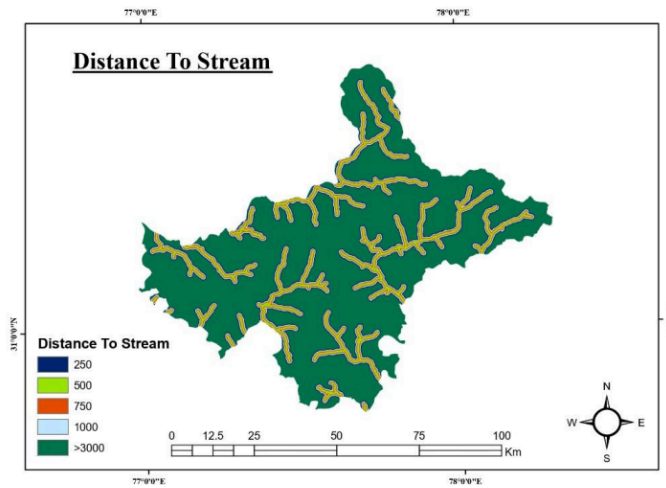 77°0'0"E 78°0'0"E
Distance To Stream
31°0'0"N
Distance To Stream
250
500
750
1000
>3000
0 12.5 25 50 75 100
Km
N
W E
S
77°0'0"E 78°0'0"E